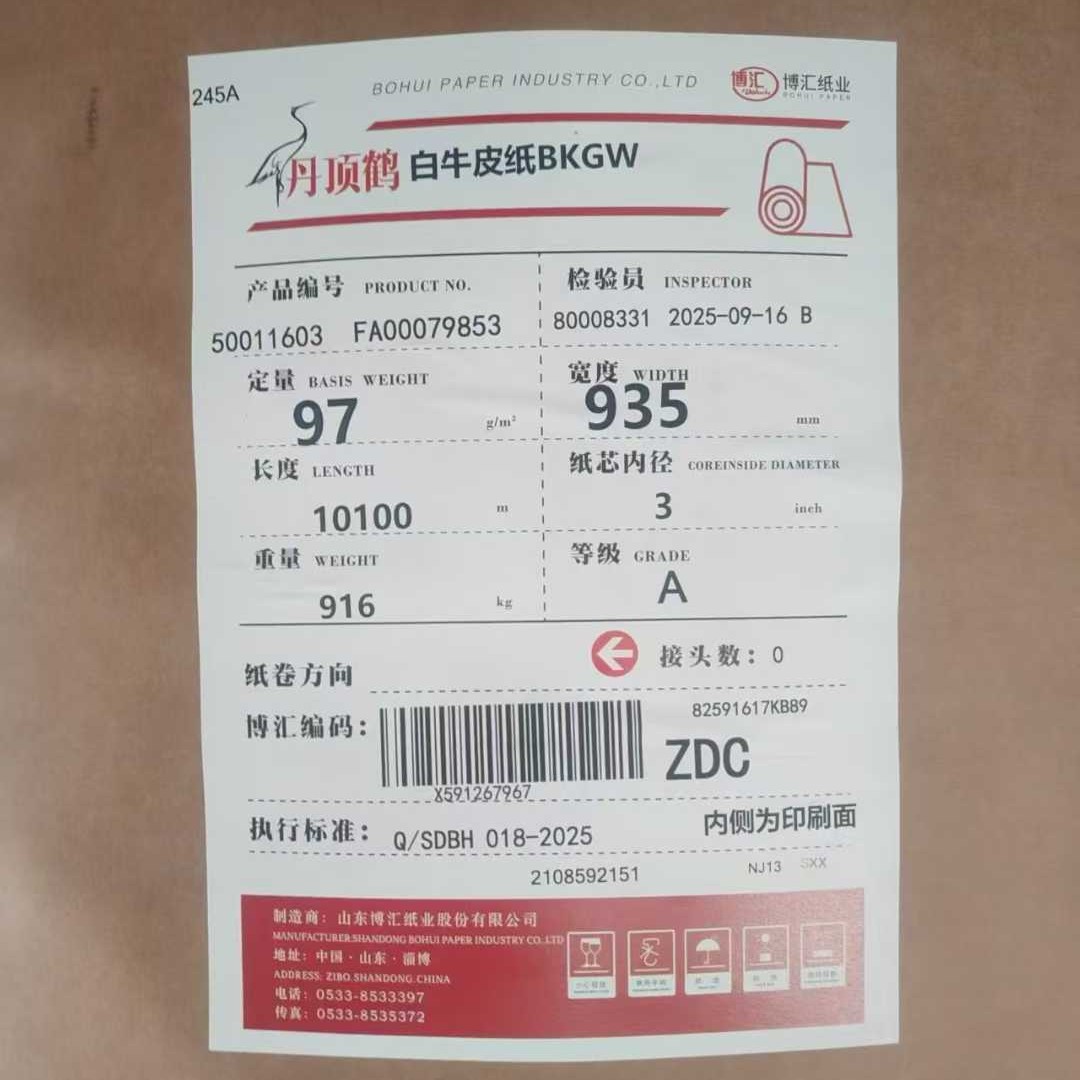 245A
BOHUI PAPER INDUSTRY CO.,LTD
博汇
博汇纸业
BOHUI PAPER
丹顶鹤 白牛皮纸BKGW
产品编号 PRODUCT NO.
50011603 FA00079853
检验员 INSPECTOR
80008331 2025-09-16 B
定量 BASIS WEIGHT
97 g/m²
宽度 WIDTH
935 mm
长度 LENGTH
10100 m
纸芯内径 COREINSIDE DIAMETER
3 inch
重量 WEIGHT
916 kg
等级 GRADE
A
纸卷方向
接头数：0
博汇编码：
X591267967
82591617KB89
ZDC
执行标准： Q/SDBH 018-2025
内侧为印刷面
2108592151
NJ13 SXX
制造商：山东博汇纸业股份有限公司
MANUFACTURER:SHANDONG BOHUI PAPER INDUSTRY CO. LTD
地址：中国·山东·淄博
ADDRESS: ZIBO.SHANDONG.CHINA
电话：0533-8533397
传真：0533-8535372